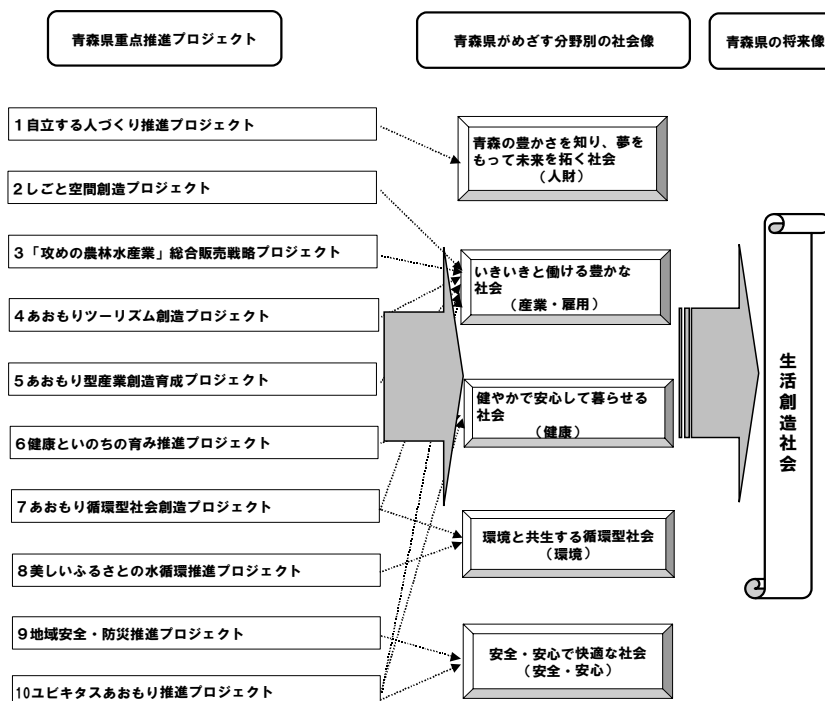 青森県重点推進プロジェクト
青森県がめざす分野別の社会像
青森県の将来像
1自立する人づくり推進プロジェクト
2しごと空間創造プロジェクト
3「攻めの農林水産業」総合販売戦略プロジェクト
4あおもりツーリズム創造プロジェクト
5あおもり型産業創造育成プロジェクト
6健康といのちの育み推進プロジェクト
7あおもり循環型社会創造プロジェクト
8美しいふるさとの水循環推進プロジェクト
9地域安全・防災推進プロジェクト
10ユビキタスあおもり推進プロジェクト
青森の豊かさを知り、夢を
もって未来を拓く社会
（人財）
いきいきと働ける豊かな
社会
（産業・雇用）
健やかで安心して暮らせる
社会
（健康）
環境と共生する循環型社会
（環境）
安全・安心で快適な社会
（安全・安心）
生活創造社会